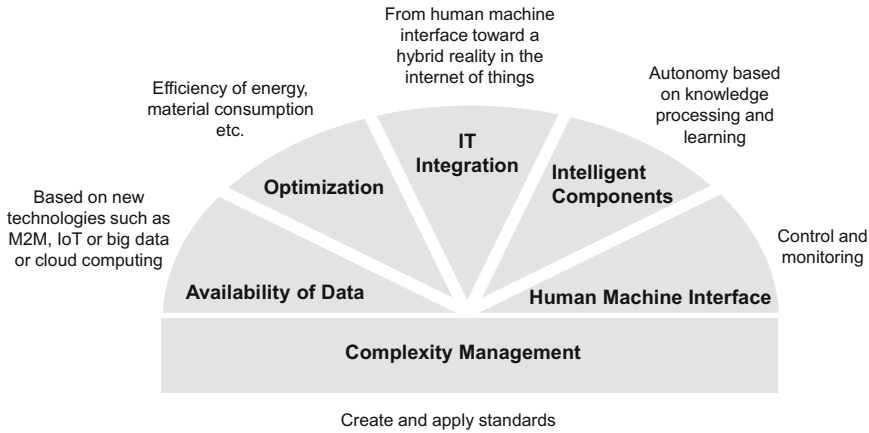 From human machine
interface toward a
hybrid reality in the
internet of things
Efficiency of energy,
material consumption
etc.
Autonomy based
on knowledge
processing and
learning
IT
Integration
Optimization
Intelligent
Components
Based on new
technologies such as
M2M, IoT or big data
or cloud computing
Control and
monitoring
Availability of Data
Human Machine Interface
Complexity Management
Create and apply standards